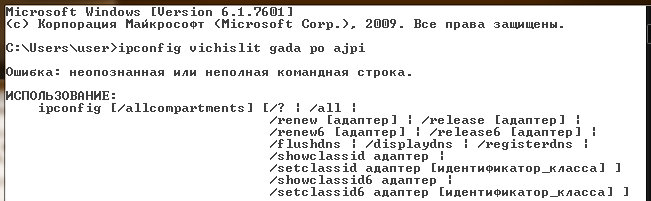 Microsoft Windows [Version 6.1.7601]
(c) Корпорация Майкрософт (Microsoft Corp.), 2009. Все права защищены.
C:\Users\user>ipconfig vichislit gada po ajpi
Ошибка: неопознанная или неполная командная строка.
ИСПОЛЬЗОВАНИЕ:
ipconfig [/allcompartments] [/? | /all |
/renew [адаптер] | /release [адаптер] |
/renew6 [адаптер] | /release6 [адаптер] |
/flushdns | /displaydns | /registerdns |
/showclassid адаптер |
/setclassid адаптер [идентификатор_класса] ]
/showclassid6 адаптер |
/setclassid6 адаптер [идентификатор_класса] ]